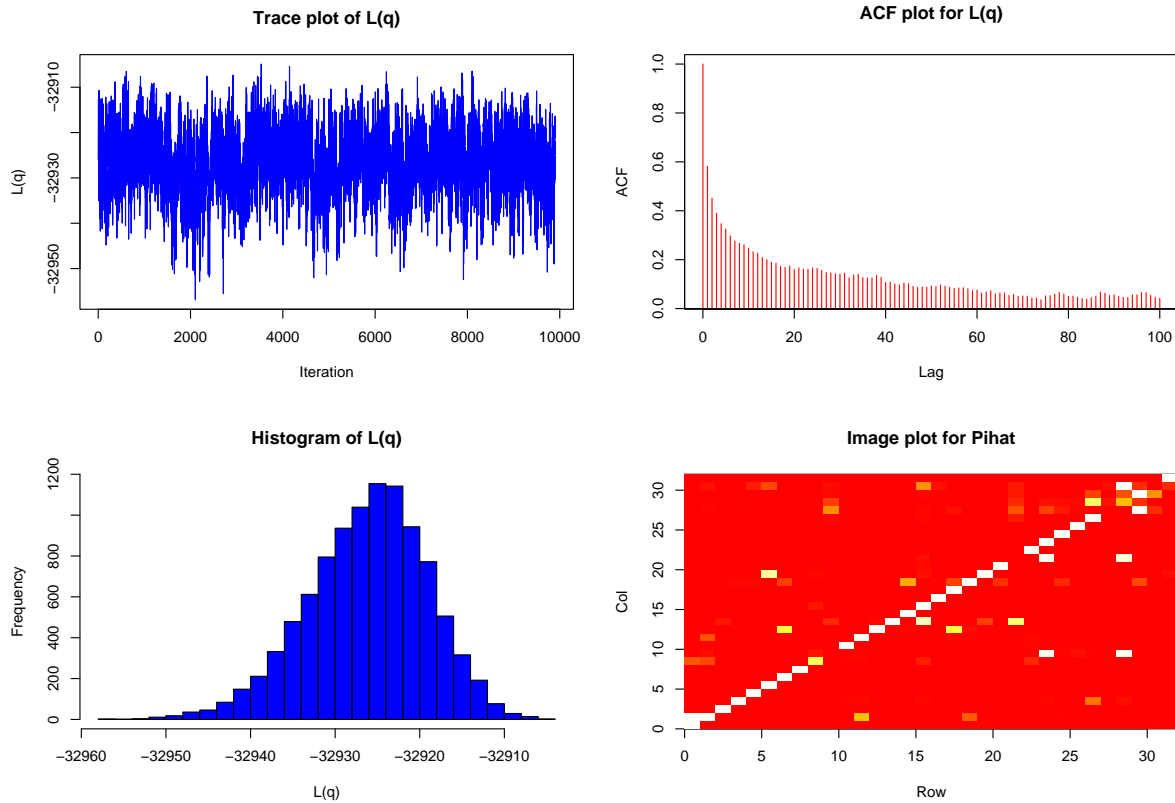 Trace plot of L(q)
L(q)
−32950
−32930
−32910
0 2000 4000 6000 8000 10000
Iteration
ACF plot for L(q)
ACF
0.0 0.2 0.4 0.6 0.8 1.0
0 20 40 60 80 100
Lag
Histogram of L(q)
Frequency
0 200 400 600 800 1200
−32960 −32950 −32940 −32930 −32920 −32910
L(q)
Image plot for Pihat
Col
0 5 10 15 20 25 30
0 5 10 15 20 25 30
Row